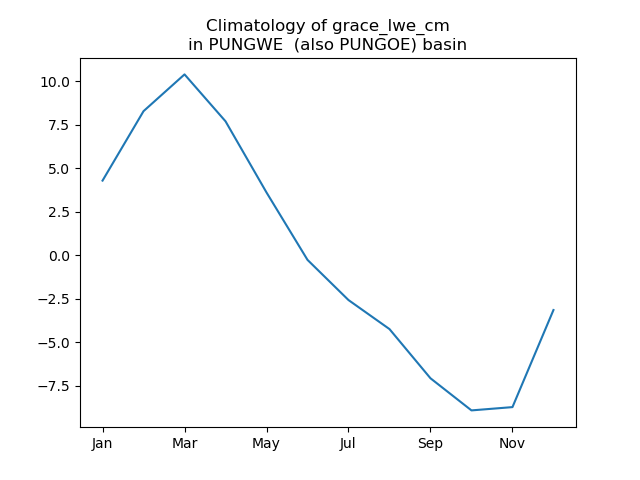 Climatology of grace_lwe_cm
in PUNGWE  (also PUNGOE) basin
10.0
7.5
5.0
2.5
0.0
−2.5
−5.0
−7.5
Jan
Mar
May
Jul
Sep
Nov